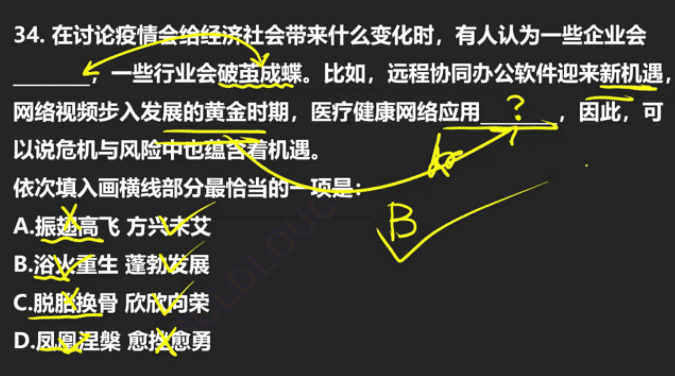 34. 在讨论疫情会给经济社会带来什么变化时，有人认为一些企业会
________，一些行业会破茧成蝶。比如，远程协同办公软件迎来新机遇，
网络视频步入发展的黄金时期，医疗健康网络应用________，因此，可
以说危机与风险中也蕴含着机遇。
依次填入画横线部分最恰当的一项是：
A.振翅高飞 方兴未艾
B.浴火重生 蓬勃发展
C.脱胎换骨 欣欣向荣
D.凤凰涅槃 愈挫愈勇
?
B